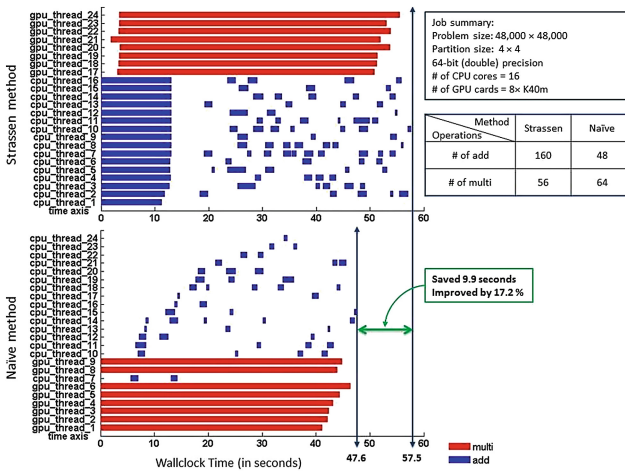 Strassen method
gpu_thread_24
gpu_thread_23
gpu_thread_22
gpu_thread_21
gpu_thread_20
gpu_thread_19
gpu_thread_18
gpu_thread_17
cpu_thread_16
cpu_thread_15
cpu_thread_14
cpu_thread_13
cpu_thread_12
cpu_thread_11
cpu_thread_10
cpu_thread_9
cpu_thread_8
cpu_thread_7
cpu_thread_6
cpu_thread_5
cpu_thread_4
cpu_thread_3
cpu_thread_2
cpu_thread_1
time axis
0 10 20 30 40 50 60
Job summary:
Problem size: 48,000 × 48,000
Partition size: 4 × 4
64-bit (double) precision
# of CPU cores = 16
# of GPU cards = 8× K40m
Method Operations Strassen Naïve
# of add 160 48
# of multi 56 64
Naïve method
cpu_thread_24
cpu_thread_23
cpu_thread_22
cpu_thread_21
cpu_thread_20
cpu_thread_19
cpu_thread_18
cpu_thread_17
cpu_thread_16
cpu_thread_15
cpu_thread_14
cpu_thread_13
cpu_thread_12
cpu_thread_11
cpu_thread_10
gpu_thread_9
gpu_thread_8
cpu_thread_7
gpu_thread_6
gpu_thread_5
gpu_thread_4
gpu_thread_3
gpu_thread_2
gpu_thread_1
time axis
0 10 20 30 40 50 60
47.6 57.5
Wallclock Time (in seconds)
Saved 9.9 seconds
Improved by 17.2 %
multi
add